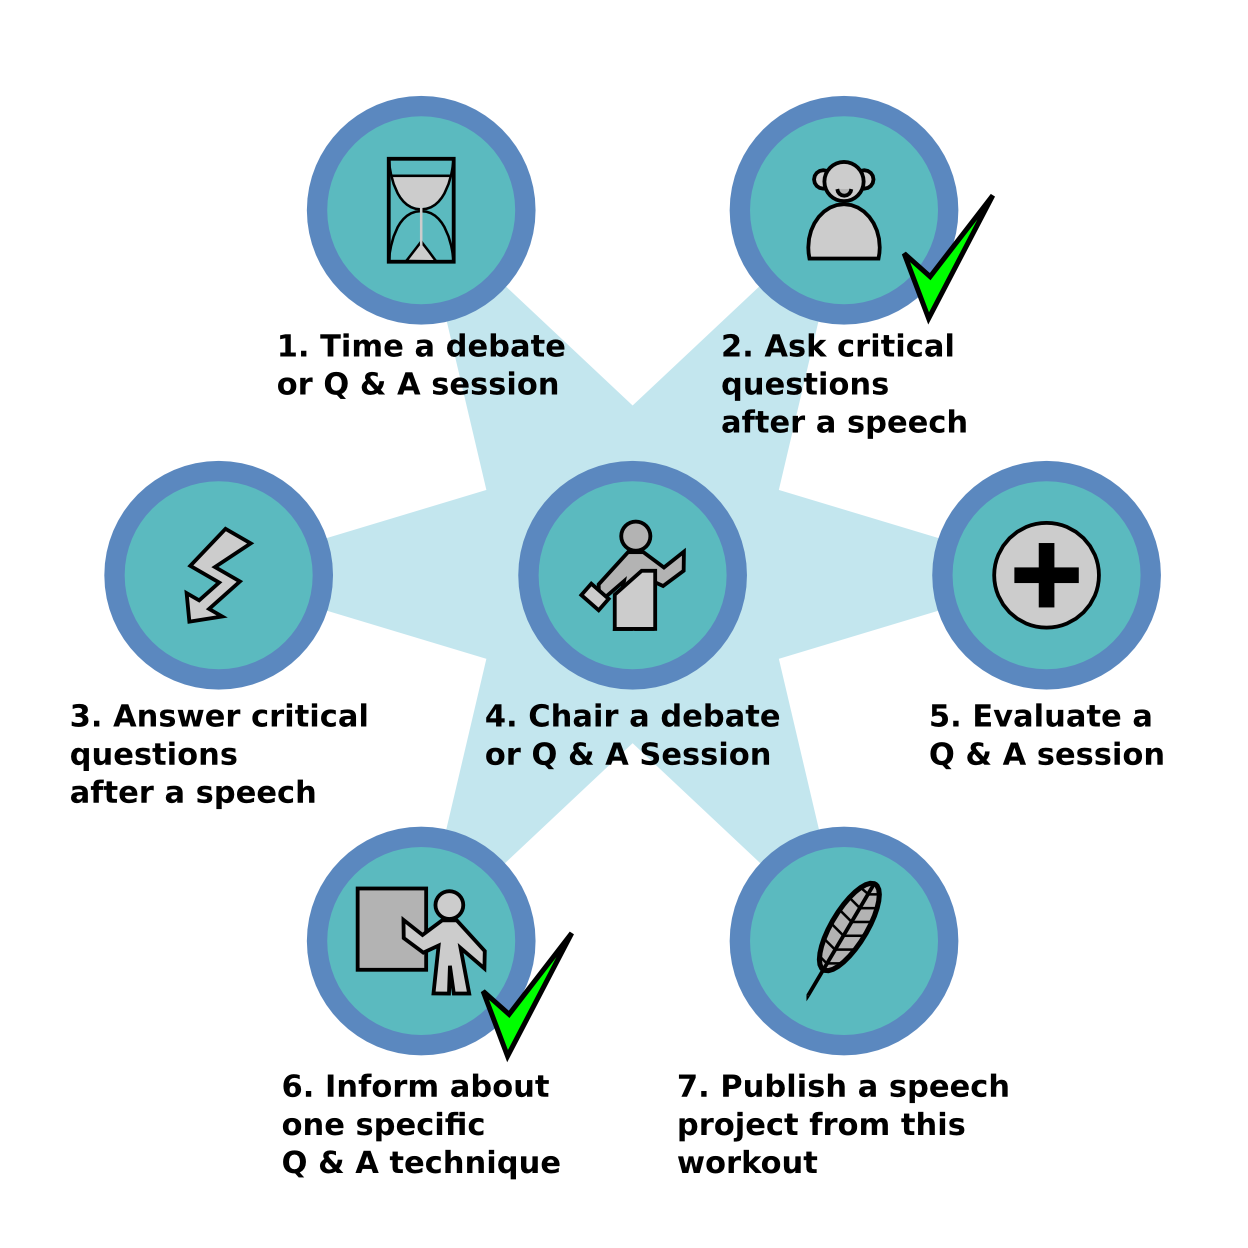 1. Time a debate
or Q & A session
2. Ask critical
questions
after a speech
3. Answer critical
questions
after a speech
4. Chair a debate
or Q & A Session
5. Evaluate a
Q & A session
6. Inform about
one specific
Q & A technique
7. Publish a speech
project from this
workout